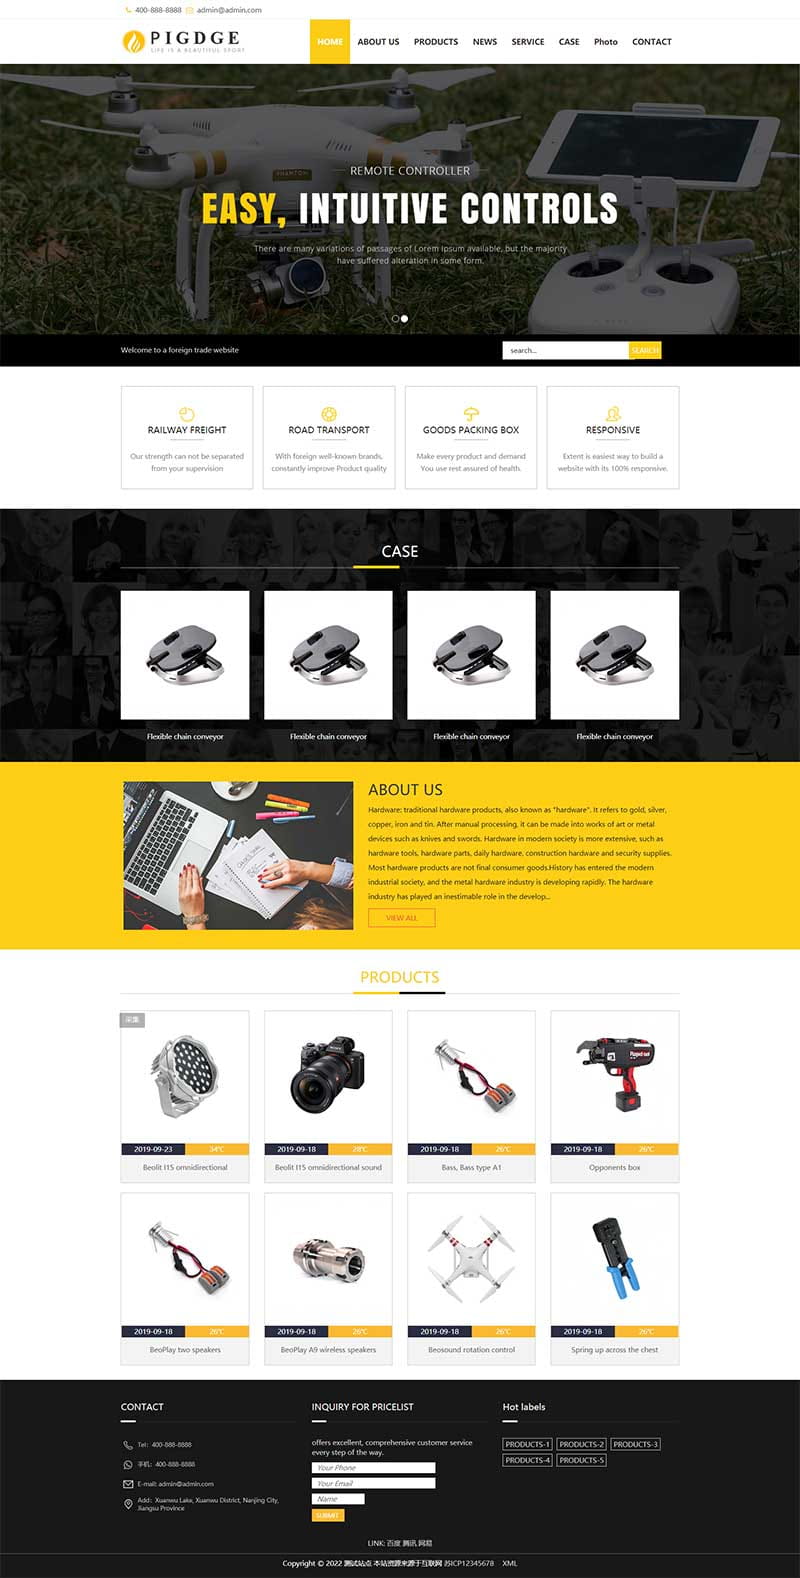 400-888-8888 admin@admin.com
PIGDGE
LIFE IS A BEAUTIFUL SPORT
HOME ABOUT US PRODUCTS NEWS SERVICE CASE Photo CONTACT
PHANTOM
REMOTE CONTROLLER
EASY, INTUITIVE CONTROLS
There are many variations of passages of Lorem Ipsum available, but the majority
have suffered alteration in some form.
Welcome to a foreign trade website
search... SEARCH
RAILWAY FREIGHT
Our strength can not be separated
from your supervision
ROAD TRANSPORT
With foreign well-known brands,
constantly improve Product quality
GOODS PACKING BOX
Make every product and demand
You use rest assured of health.
RESPONSIVE
Extent is easiest way to build a
website with its 100% responsive.
CASE
Flexible chain conveyor Flexible chain conveyor Flexible chain conveyor Flexible chain conveyor
ABOUT US
Hardware: traditional hardware products, also known as "hardware". It refers to gold, silver,
copper, iron and tin. After manual processing, it can be made into works of art or metal
devices such as knives and swords. Hardware in modern society is more extensive, such as
hardware tools, hardware parts, daily hardware, construction hardware and security supplies.
Most hardware products are not final consumer goods.History has entered the modern
industrial society, and the metal hardware industry is developing rapidly. The hardware
industry has played an inestimable role in the develop...
VIEW ALL
PRODUCTS
采集
2019-09-23 34℃ 2019-09-18 28℃ 2019-09-18 26℃ 2019-09-18 26℃
Beolit I15 omnidirectional Beolit I15 omnidirectional sound Bass, Bass type A1 Opponents box
2019-09-18 26℃ 2019-09-18 26℃ 2019-09-18 26℃ 2019-09-18 26℃
BeoPlay two speakers BeoPlay A9 wireless speakers Beosound rotation control Spring up across the chest
CONTACT
Tel: 400-888-8888
手机: 400-888-8888
E-mail: admin@admin.com
Add: Xuanwu Lake, Xuanwu District, Nanjing City,
Jiangsu Province
INQUIRY FOR PRICELIST
offers excellent, comprehensive customer service
every step of the way.
Your Phone
Your Email
Name
SUBMIT
Hot labels
PRODUCTS-1 PRODUCTS-2 PRODUCTS-3
PRODUCTS-4 PRODUCTS-5
LINK: 百度 腾讯 网易
Copyright © 2022 测试站点 本站资源来源于互联网 苏ICP12345678 XML